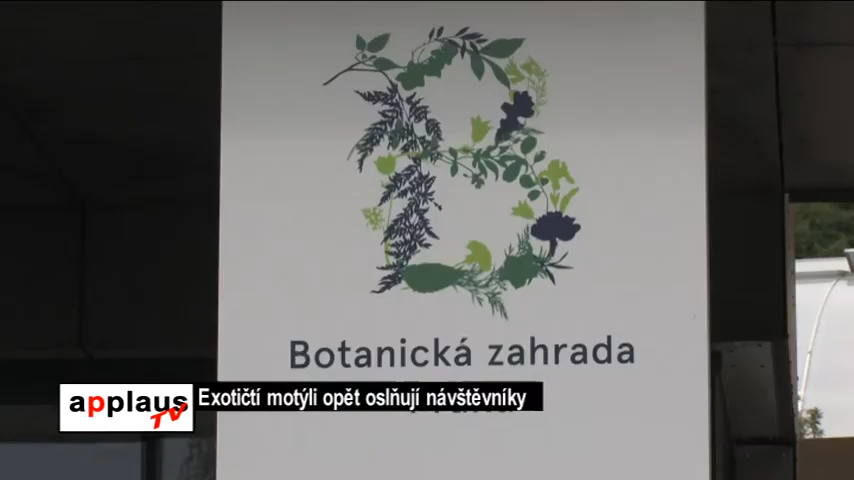 Botanická zahrada
applaus
TV
Exotičtí motýli opět oslňují návštěvníky